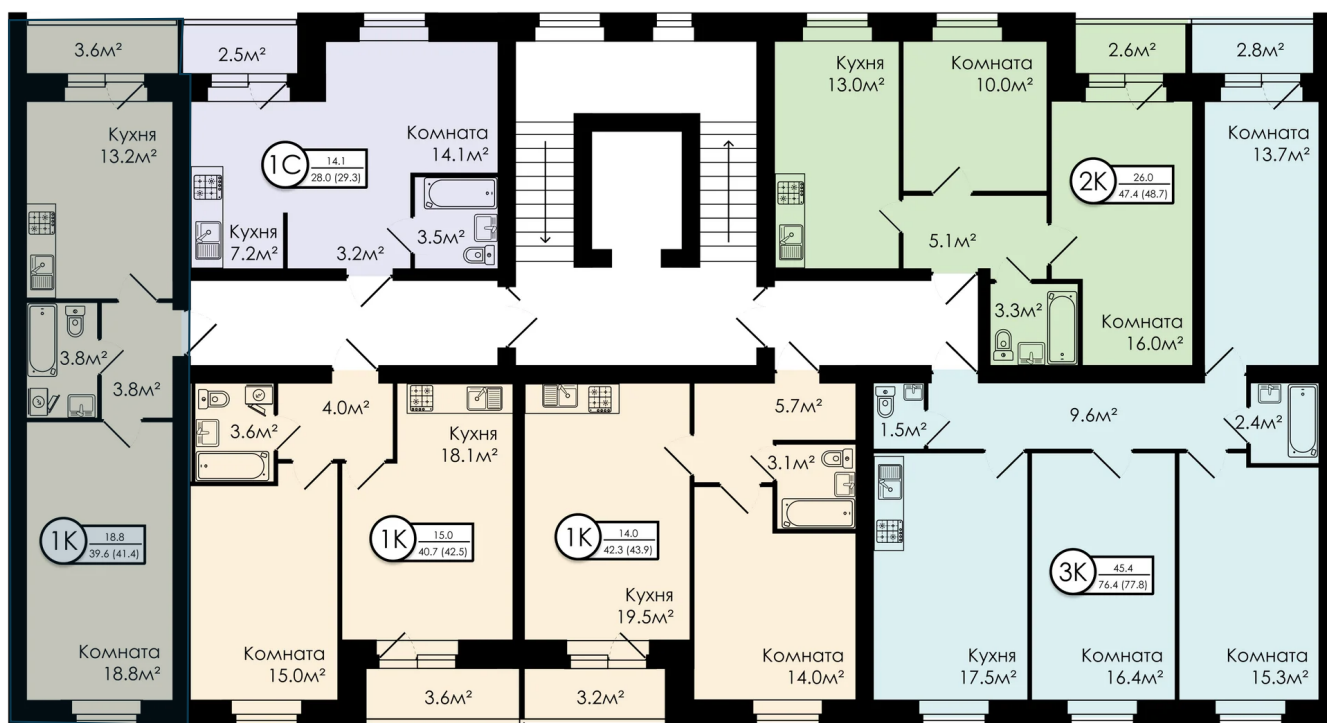 3.6м²
Кухня
13.2м²
3.8м²
3.8м²
1К
18.8
39.6 (41.4)
Комната
18.8м²
2.5м²
1С
14.1
28.0 (29.3)
Комната
14.1м²
Кухня
7.2м²
3.2м²
3.5м²
Кухня
13.0м²
Комната
10.0м²
2.6м²
5.1м²
2К
26.0
47.4 (48.7)
3.3м²
Комната
16.0м²
2.8м²
Комната
13.7м²
3.6м²
4.0м²
Кухня
18.1м²
1К
15.0
40.7 (42.5)
Комната
15.0м²
3.6м²
5.7м²
3.1м²
1К
14.0
42.3 (43.9)
Кухня
19.5м²
3.2м²
Комната
14.0м²
1.5м²
9.6м²
2.4м²
3К
45.4
76.4 (77.8)
Кухня
17.5м²
Комната
16.4м²
Комната
15.3м²